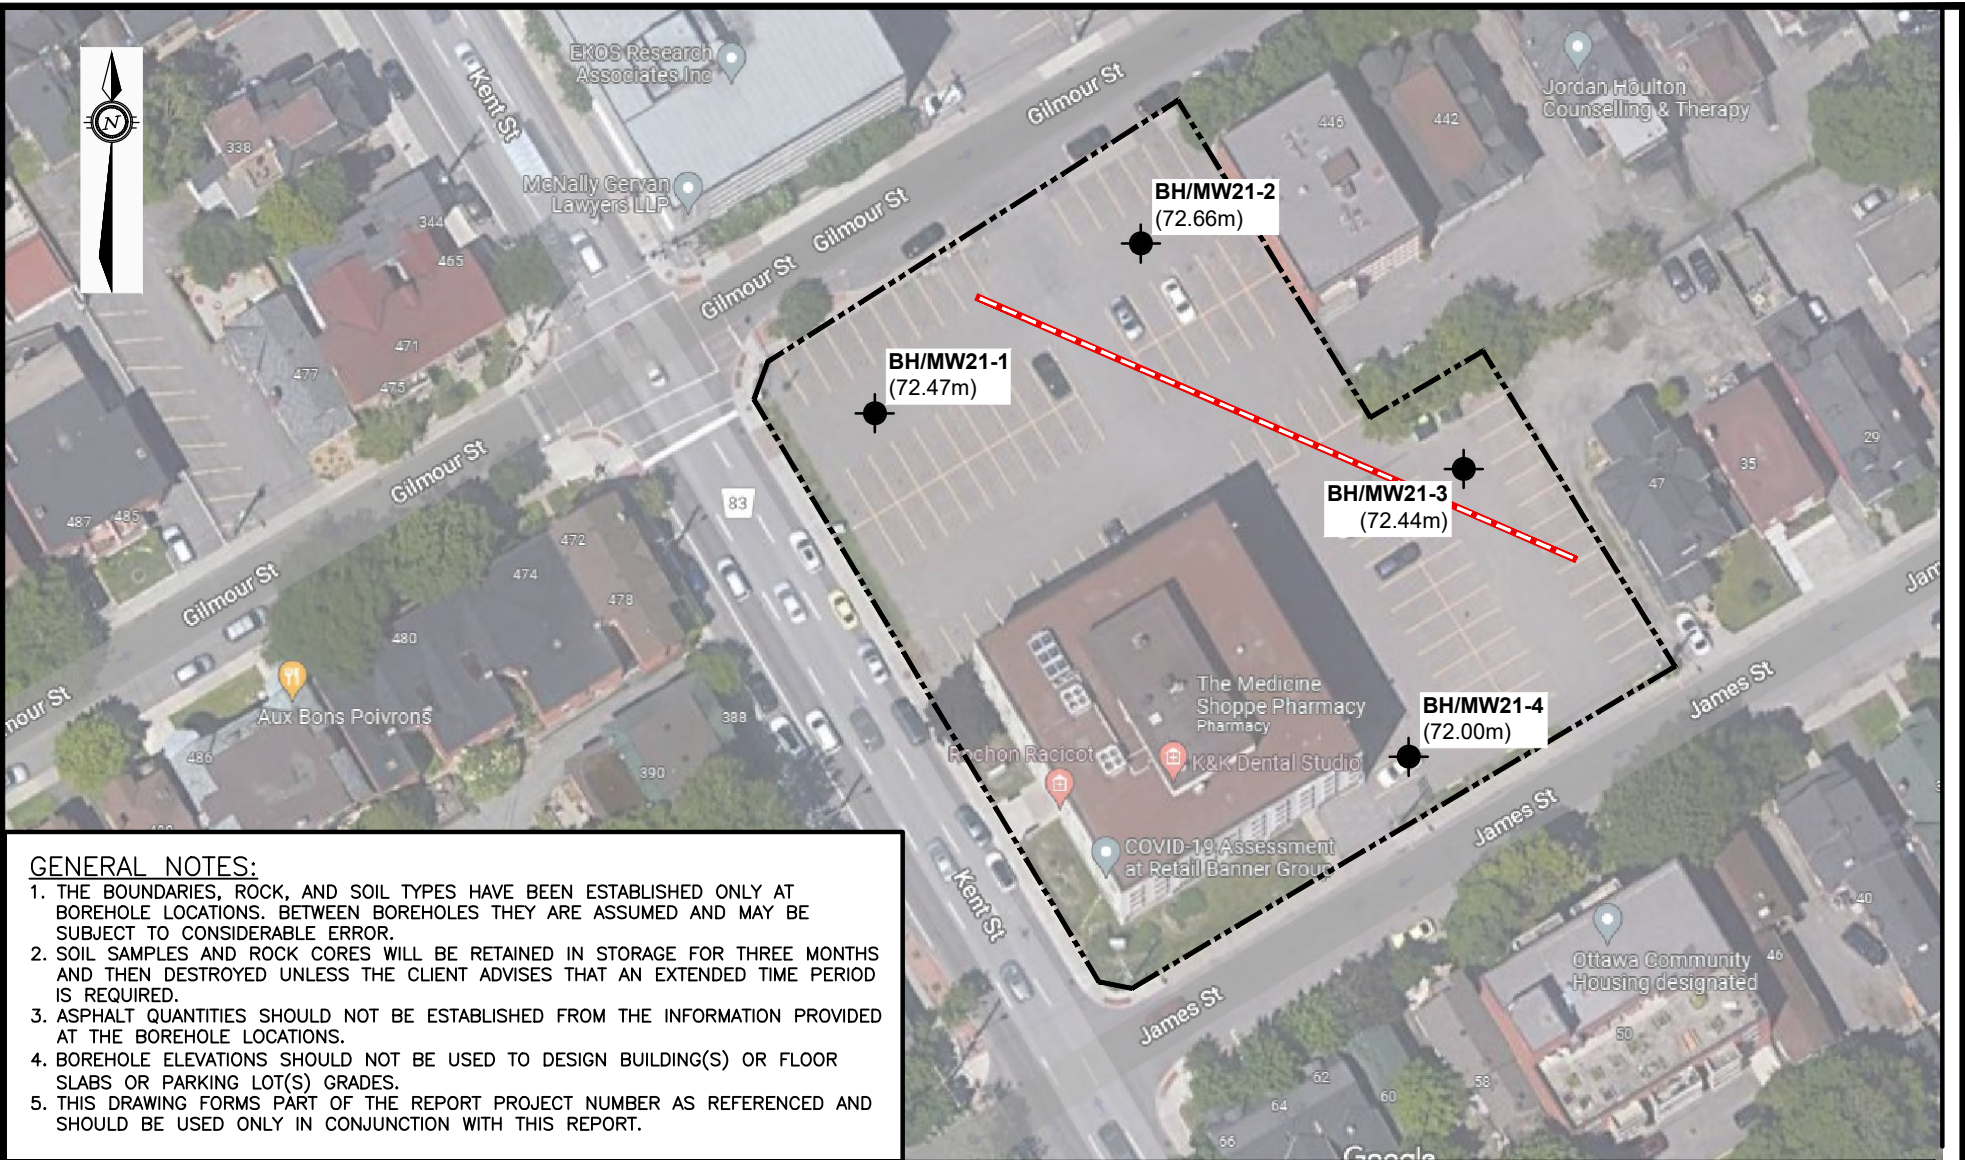 EKOS Research
Associates Inc
Kent St
Gilmour St
Jordan Houlton
Counselling & Therapy
N
338
446
442
McNally Gervan
Lawyers LLP
BH/MW21-2
(72.66m)
344
465
Gilmour St
Gilmour St
471
475
477
BH/MW21-1
(72.47m)
Gilmour St
83
29
35
47
487
485
BH/MW21-3
(72.44m)
472
474
478
Gilmour St
480
James St
mour St
Aux Bons Poivrons
388
486
390
The Medicine
Shoppe Pharmacy
Pharmacy
BH/MW21-4
(72.00m)
Rochon Racicot
K&K Dental Studio
James St
COVID-19 Assessment
at Retail Banner Group
Kent St
40
46
Ottawa Community
Housing designated
James St
50
62
60
58
64
66
Google
GENERAL NOTES:
1. THE BOUNDARIES, ROCK, AND SOIL TYPES HAVE BEEN ESTABLISHED ONLY AT
BOREHOLE LOCATIONS. BETWEEN BOREHOLES THEY ARE ASSUMED AND MAY BE
SUBJECT TO CONSIDERABLE ERROR.
2. SOIL SAMPLES AND ROCK CORES WILL BE RETAINED IN STORAGE FOR THREE MONTHS
AND THEN DESTROYED UNLESS THE CLIENT ADVISES THAT AN EXTENDED TIME PERIOD
IS REQUIRED.
3. ASPHALT QUANTITIES SHOULD NOT BE ESTABLISHED FROM THE INFORMATION PROVIDED
AT THE BOREHOLE LOCATIONS.
4. BOREHOLE ELEVATIONS SHOULD NOT BE USED TO DESIGN BUILDING(S) OR FLOOR
SLABS OR PARKING LOT(S) GRADES.
5. THIS DRAWING FORMS PART OF THE REPORT PROJECT NUMBER AS REFERENCED AND
SHOULD BE USED ONLY IN CONJUNCTION WITH THIS REPORT.